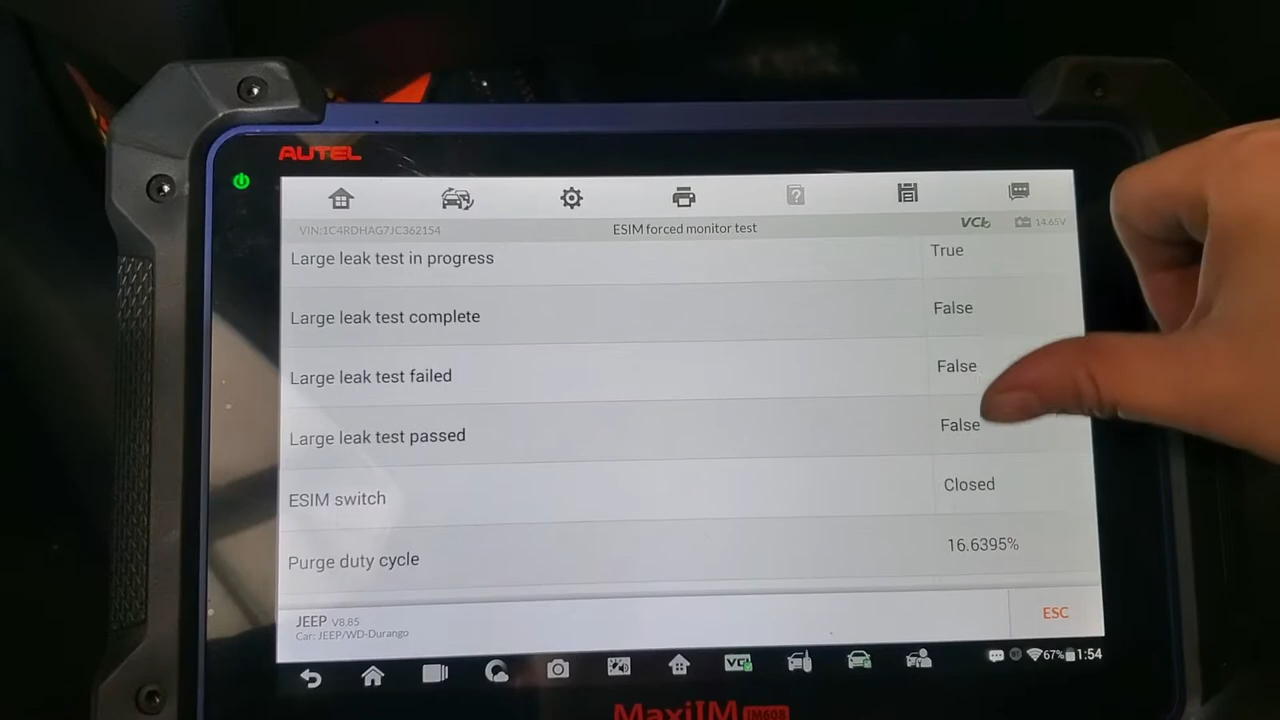 AUTEL
VIN:1C4RDHAG7JC362154
ESIM forced monitor test
VCI
14.65V
Large leak test in progress
True
Large leak test complete
False
Large leak test failed
False
Large leak test passed
False
ESIM switch
Closed
Purge duty cycle
16.6395%
JEEP V8.85
Car: JEEP/WD-Durango
ESC
VCI
67%
1:54
MaxiIM IM608